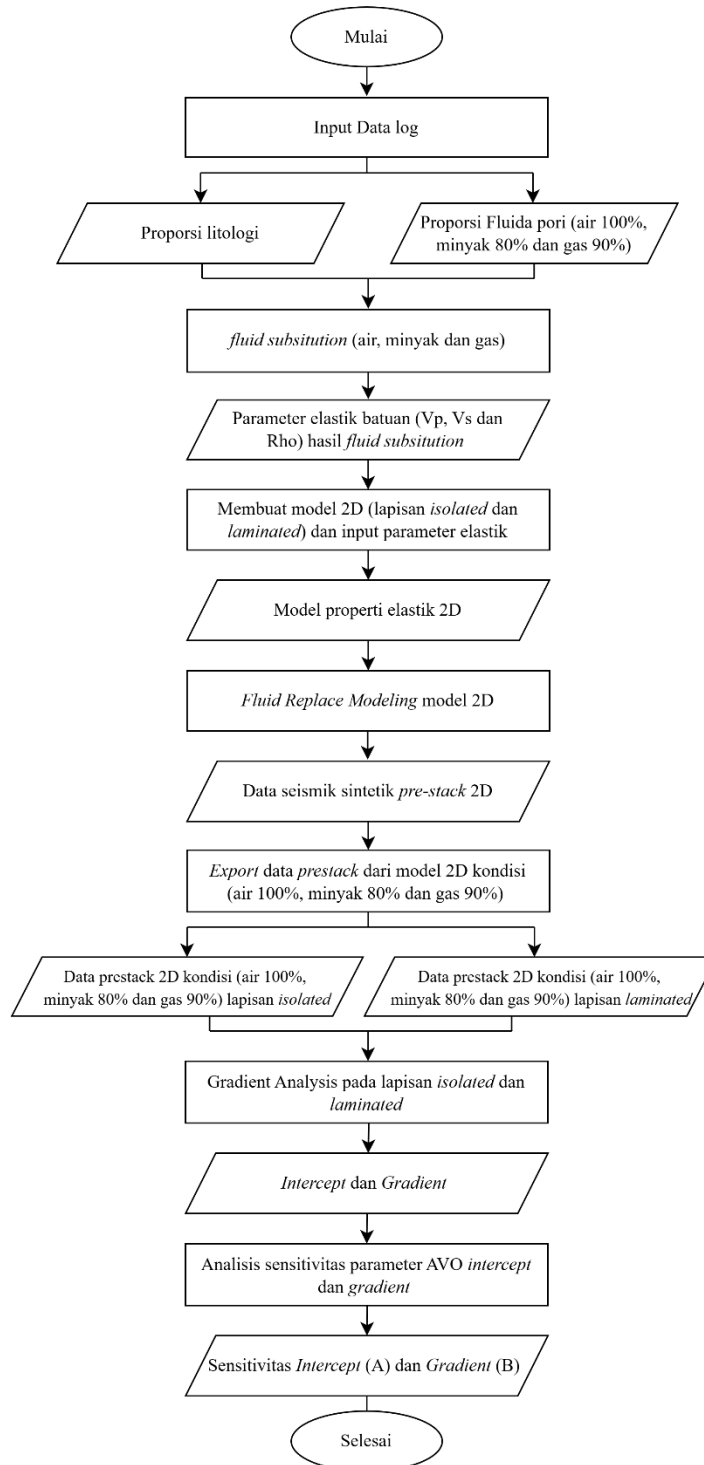 Mulai
Input Data log
Proporsi litologi
Proporsi Fluida pori (air 100%,
minyak 80% dan gas 90%)
fluid subsitution (air, minyak dan gas)
Parameter elastik batuan (Vp, Vs dan
Rho) hasil fluid subsitution
Membuat model 2D (lapisan isolated dan
laminated) dan input parameter elastik
Model properti elastik 2D
Fluid Replace Modeling model 2D
Data seismik sintetik pre-stack 2D
Export data prestack dari model 2D kondisi
(air 100%, minyak 80% dan gas 90%)
Data prestack 2D kondisi (air 100%,
minyak 80% dan gas 90%) lapisan isolated
Data prestack 2D kondisi (air 100%,
minyak 80% dan gas 90%) lapisan laminated
Gradient Analysis pada lapisan isolated dan
laminated
Intercept dan Gradient
Analisis sensitivitas parameter AVO intercept
dan gradient
Sensitivitas Intercept (A) dan Gradient (B)
Selesai